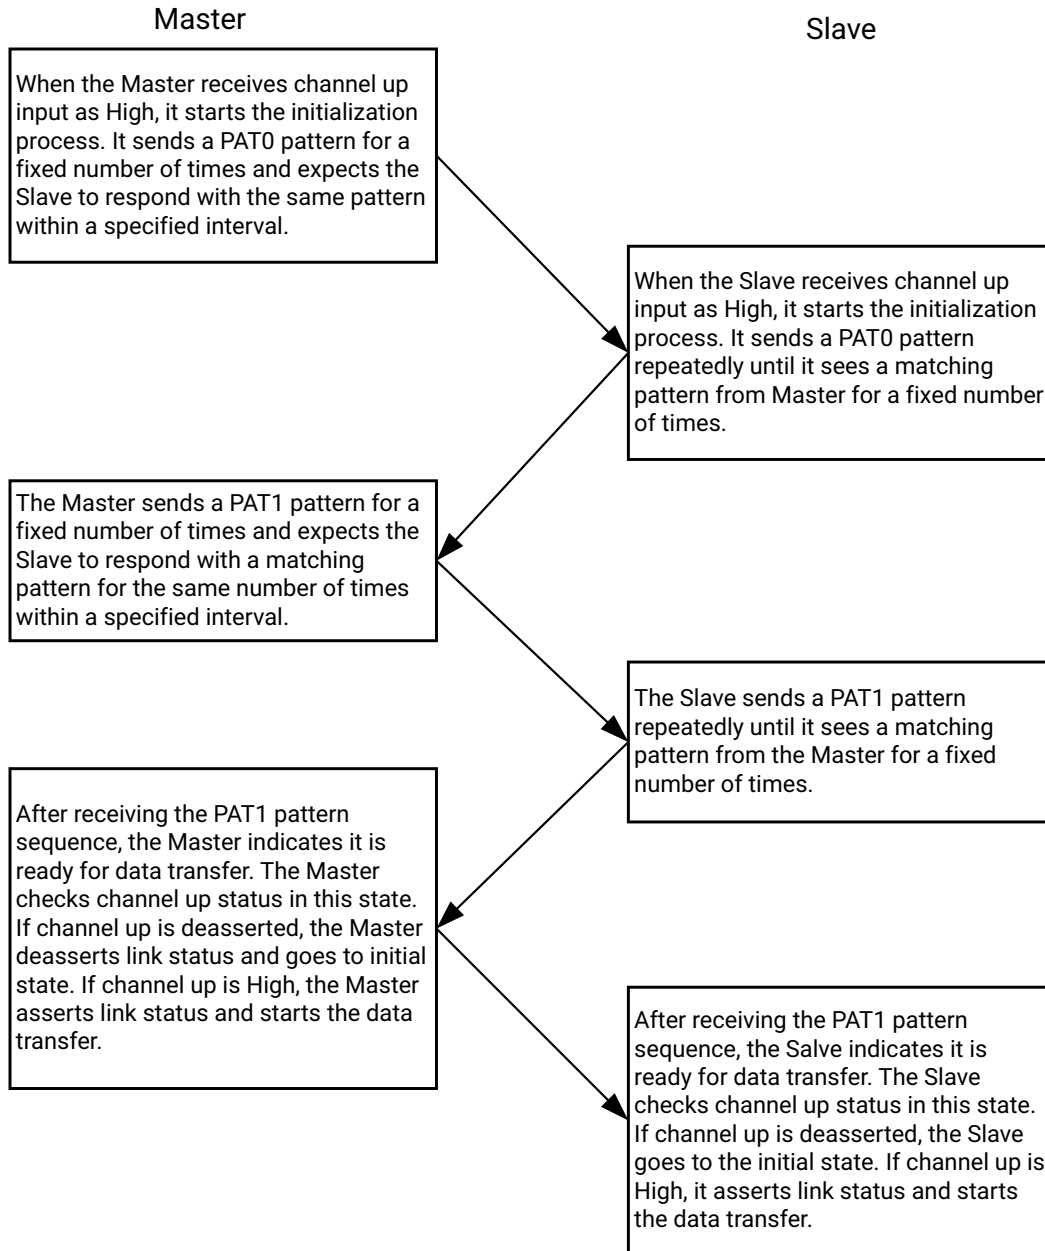 Master
Slave
When the Master receives channel up
input as High, it starts the initialization
process. It sends a PAT0 pattern for a
fixed number of times and expects the
Slave to respond with the same pattern
within a specified interval.
When the Slave receives channel up
input as High, it starts the initialization
process. It sends a PAT0 pattern
repeatedly until it sees a matching
pattern from Master for a fixed number
of times.
The Master sends a PAT1 pattern for a
fixed number of times and expects the
Slave to respond with a matching
pattern for the same number of times
within a specified interval.
The Slave sends a PAT1 pattern
repeatedly until it sees a matching
pattern from the Master for a fixed
number of times.
After receiving the PAT1 pattern
sequence, the Master indicates it is
ready for data transfer. The Master
checks channel up status in this state.
If channel up is deasserted, the Master
deasserts link status and goes to initial
state. If channel up is High, the Master
asserts link status and starts the data
transfer.
After receiving the PAT1 pattern
sequence, the Salve indicates it is
ready for data transfer. The Slave
checks channel up status in this state.
If channel up is deasserted, the Slave
goes to the initial state. If channel up is
High, it asserts link status and starts
the data transfer.